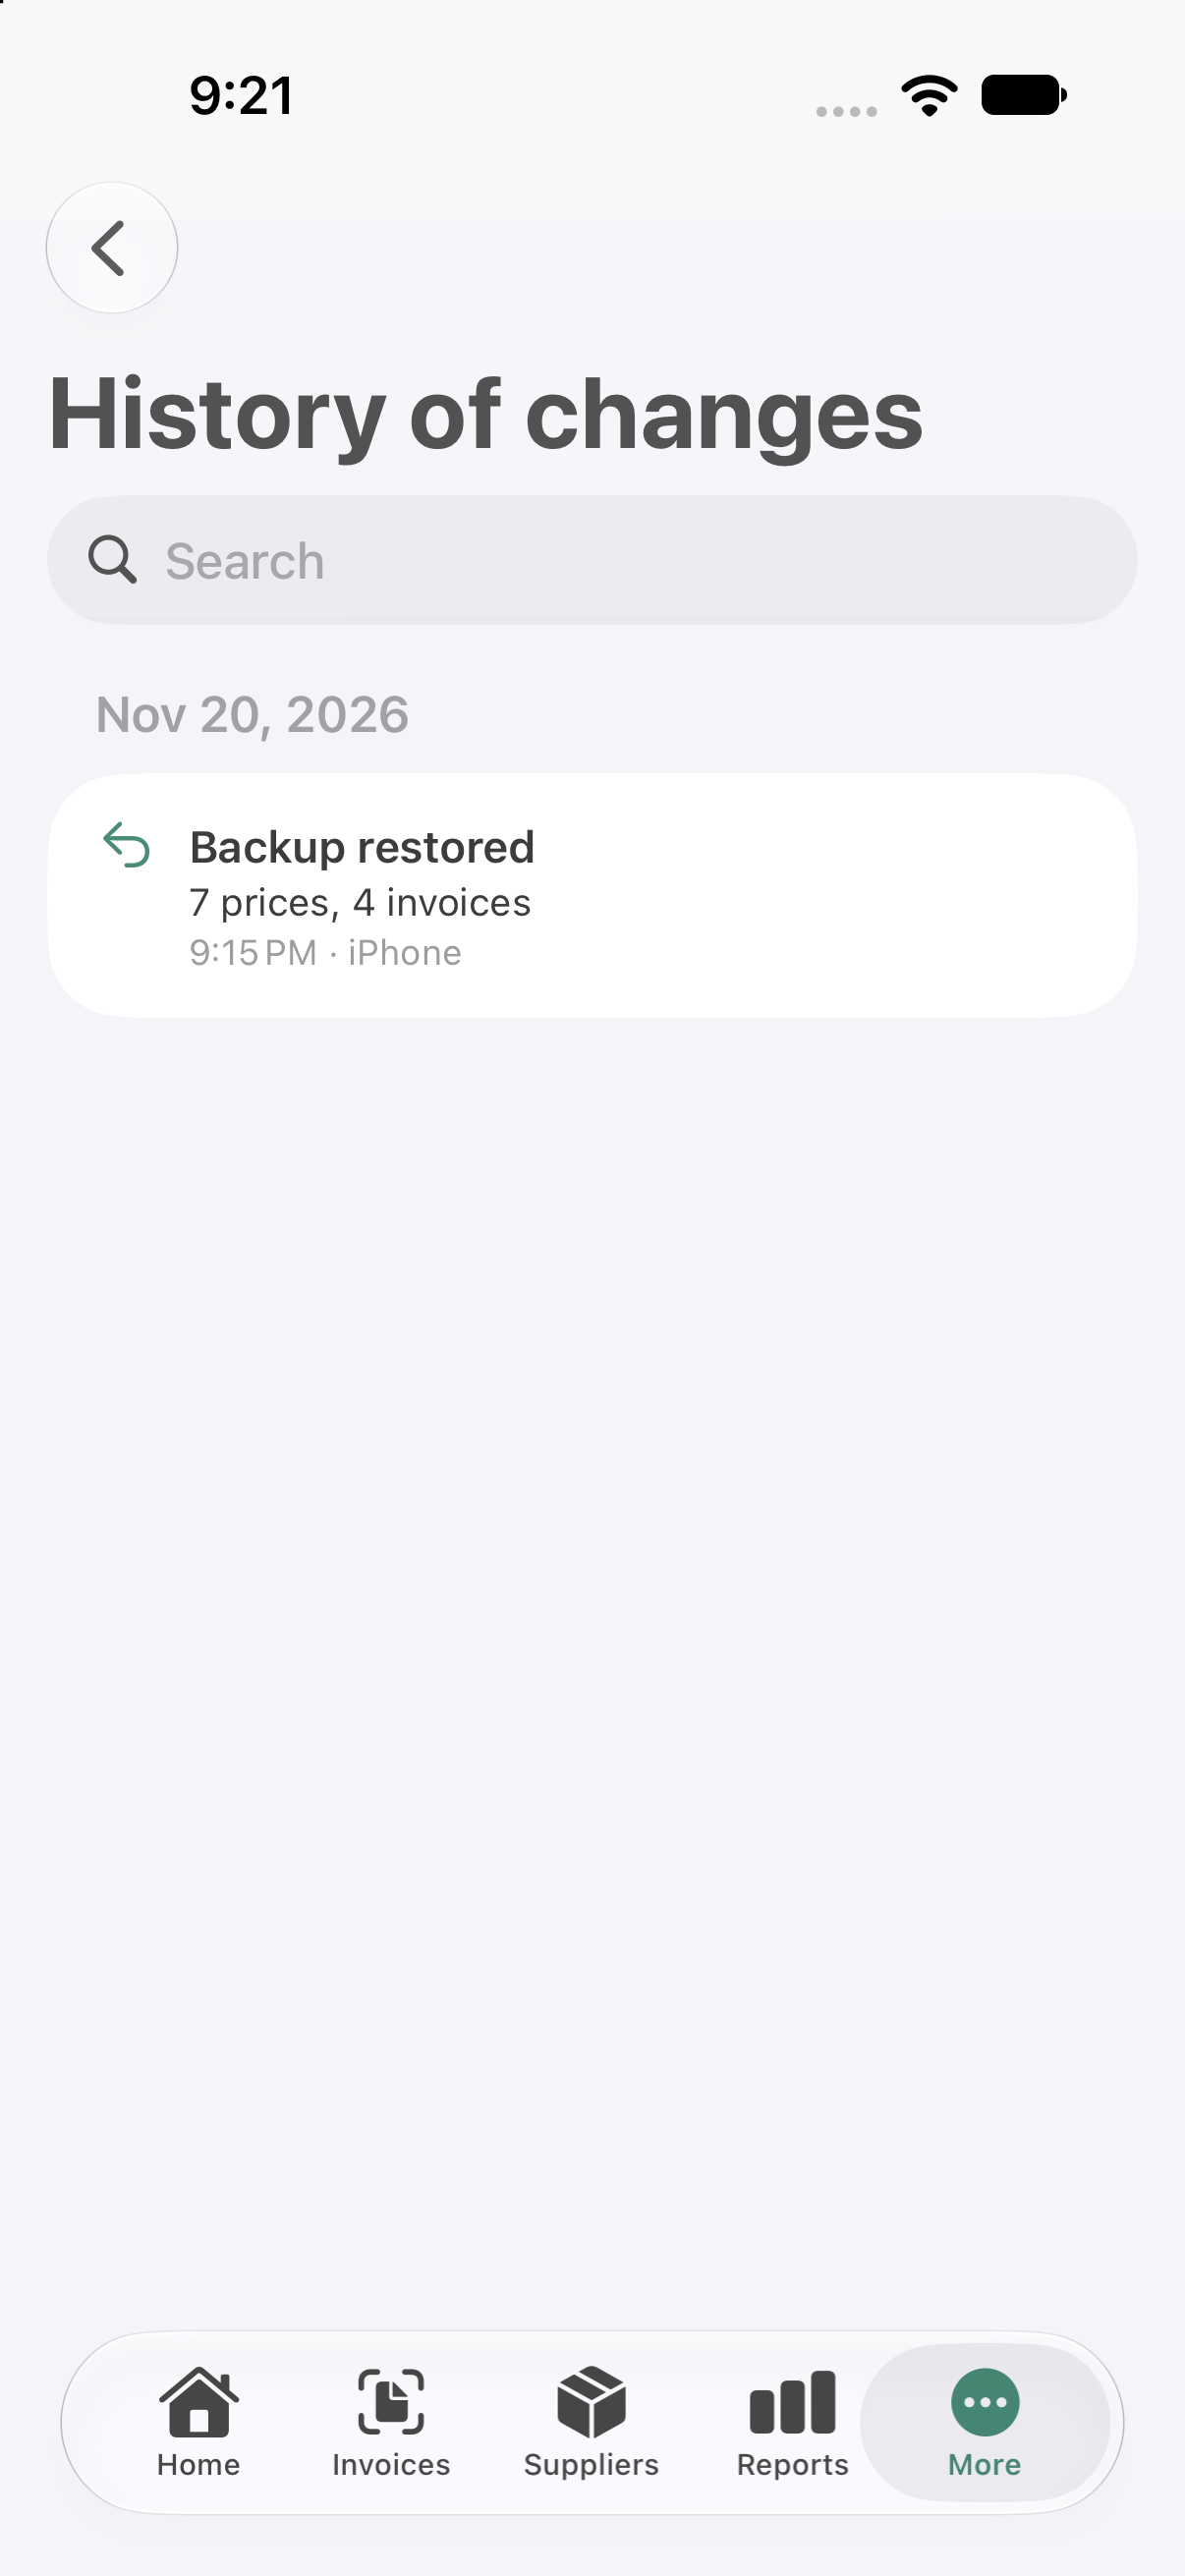 9:21
History of changes
Search
Nov 20, 2026
Backup restored
7 prices, 4 invoices
9:15 PM · iPhone
Home
Invoices
Suppliers
Reports
More